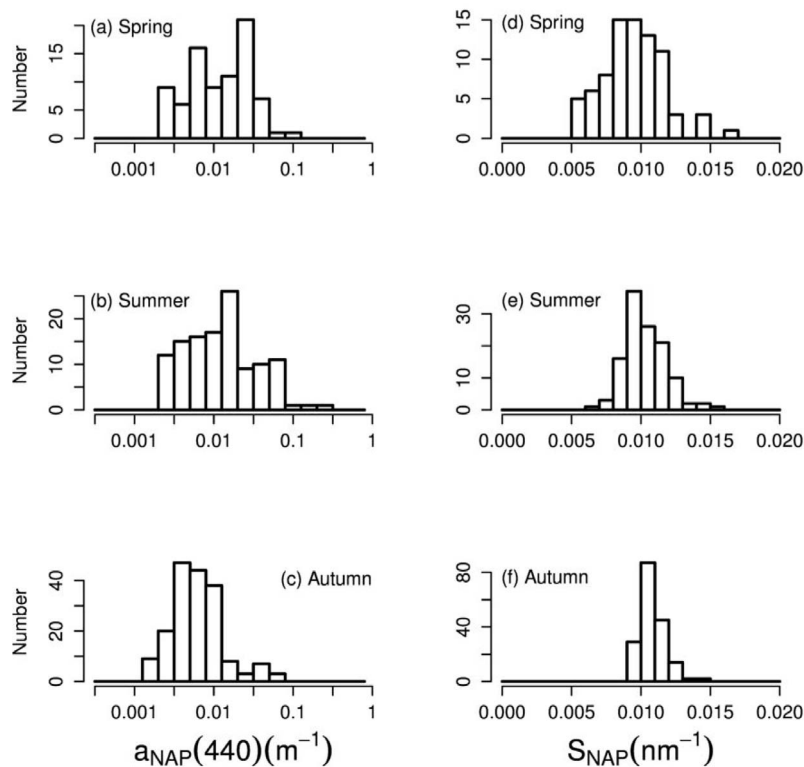 (a) Spring
Number
0 5 15
0.001 0.01 0.1 1
(d) Spring
0 5 10 15
0.000 0.005 0.010 0.015 0.020
(b) Summer
Number
0 10 20
0.001 0.01 0.1 1
(e) Summer
0 10 30
0.000 0.005 0.010 0.015 0.020
(c) Autumn
Number
0 20 40
0.001 0.01 0.1 1
(f) Autumn
0 40 80
0.000 0.005 0.010 0.015 0.020
aNAP(440)(m⁻¹)
SNAP(nm⁻¹)